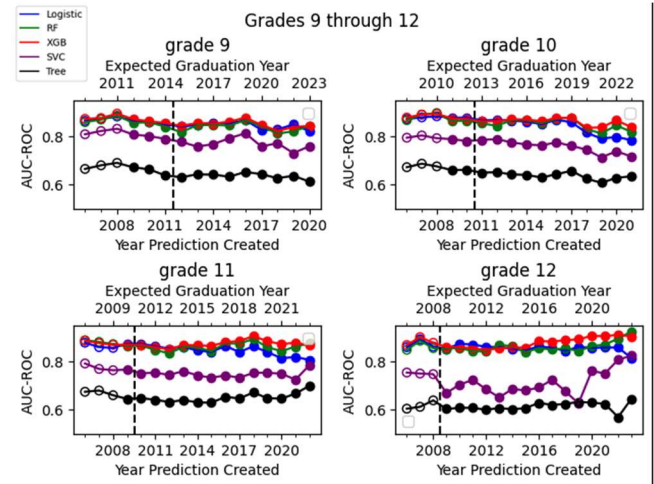 Logistic
RF
XGB
SVC
Tree
Grades 9 through 12
grade 9
Expected Graduation Year
2011 2014 2017 2020 2023
AUC-ROC
0.8
0.6
2008 2011 2014 2017 2020
Year Prediction Created
grade 10
Expected Graduation Year
2010 2013 2016 2019 2022
AUC-ROC
0.8
0.6
2008 2011 2014 2017 2020
Year Prediction Created
grade 11
Expected Graduation Year
2009 2012 2015 2018 2021
AUC-ROC
0.8
0.6
2008 2011 2014 2017 2020
Year Prediction Created
grade 12
Expected Graduation Year
2008 2012 2016 2020
AUC-ROC
0.8
0.6
2008 2012 2016 2020
Year Prediction Created